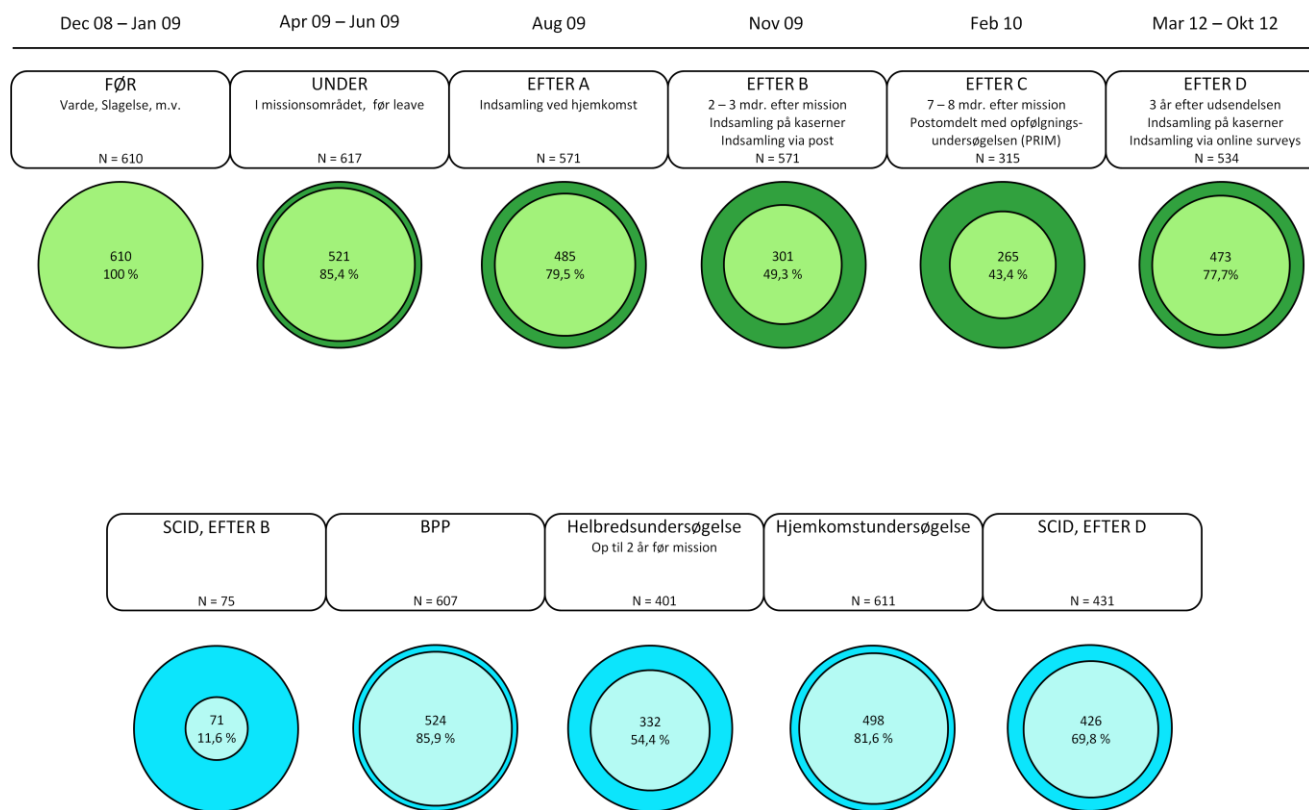 Dec 08 – Jan 09
Apr 09 – Jun 09
Aug 09
Nov 09
Feb 10
Mar 12 – Okt 12
FØR
Varde, Slagelse, m.v.
N = 610
UNDER
I missionsområdet, før leave
N = 617
EFTER A
Indsamling ved hjemkomst
N = 571
EFTER B
2 – 3 mdr. efter mission
Indsamling på kaserner
Indsamling via post
N = 571
EFTER C
7 – 8 mdr. efter mission
Postomdelt med opfølgnings-
undersøgelsen (PRIM)
N = 315
EFTER D
3 år efter udsendelsen
Indsamling på kaserner
Indsamling via online surveys
N = 534
610
100 %
521
85,4 %
485
79,5 %
301
49,3 %
265
43,4 %
473
77,7%
SCID, EFTER B
N = 75
BPP
N = 607
Helbredsundersøgelse
Op til 2 år før mission
N = 401
Hjemkomstundersøgelse
N = 611
SCID, EFTER D
N = 431
71
11,6 %
524
85,9 %
332
54,4 %
498
81,6 %
426
69,8 %